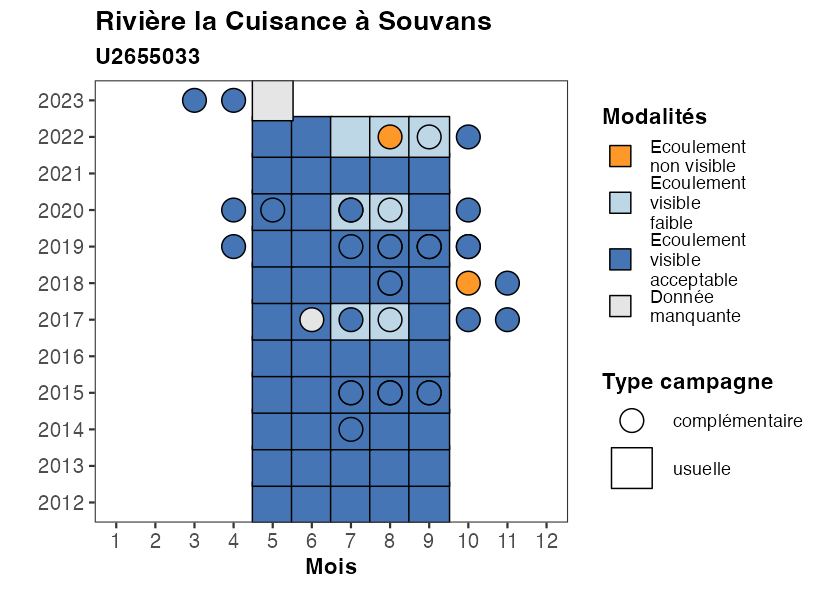 Rivière la Cuisance à Souvans
U2655033
2023
2022
2021
2020
2019
2018
2017
2016
2015
2014
2013
2012
1 2 3 4 5 6 7 8 9 10 11 12
Mois
Modalités
Ecoulement
non visible
Ecoulement
visible
faible
Ecoulement
visible
acceptable
Donnée
manquante
Type campagne
complémentaire
usuelle